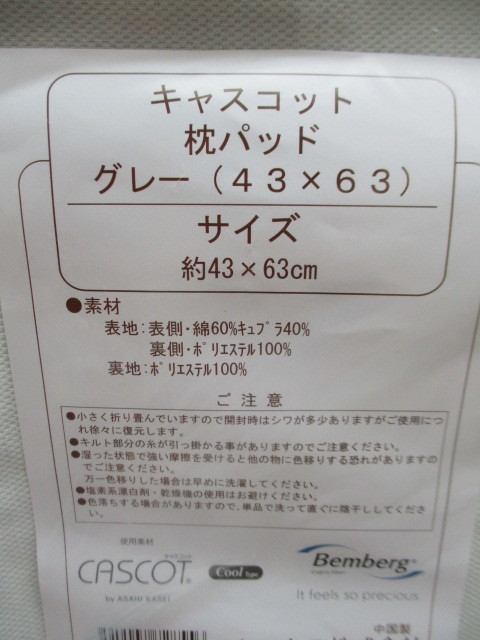 キャスコット
枕パッド
グレー（４３×６３）
サイズ
約43×63cm
●素材
表地:表側・綿60%ｷｭﾌﾟﾗ40%
裏側・ﾎﾟﾘｴｽﾃﾙ100%
裏地:ﾎﾟﾘｴｽﾃﾙ100%
ご注意
●小さく折り畳んでいますので開封時はシワが多少ありますがご使用につ
れ徐々に復元します。
●キルト部分の糸が引っ掛かる事がありますのでご注意ください。
●湿った状態で強い摩擦を受けると他の物に色移りする恐れがありますの
でご注意ください。
万一色移りした場合は早めに洗濯してください。
●塩素系漂白剤・乾燥機の使用はお避けください。
●色落ちする場合がありますので、単品で洗って直ぐに陰干ししてくださ
い。
使用素材
キャスコット
CASCOT®
by ASAHI KASEI
Cool type
Bemberg®
It feels so precious
中国製